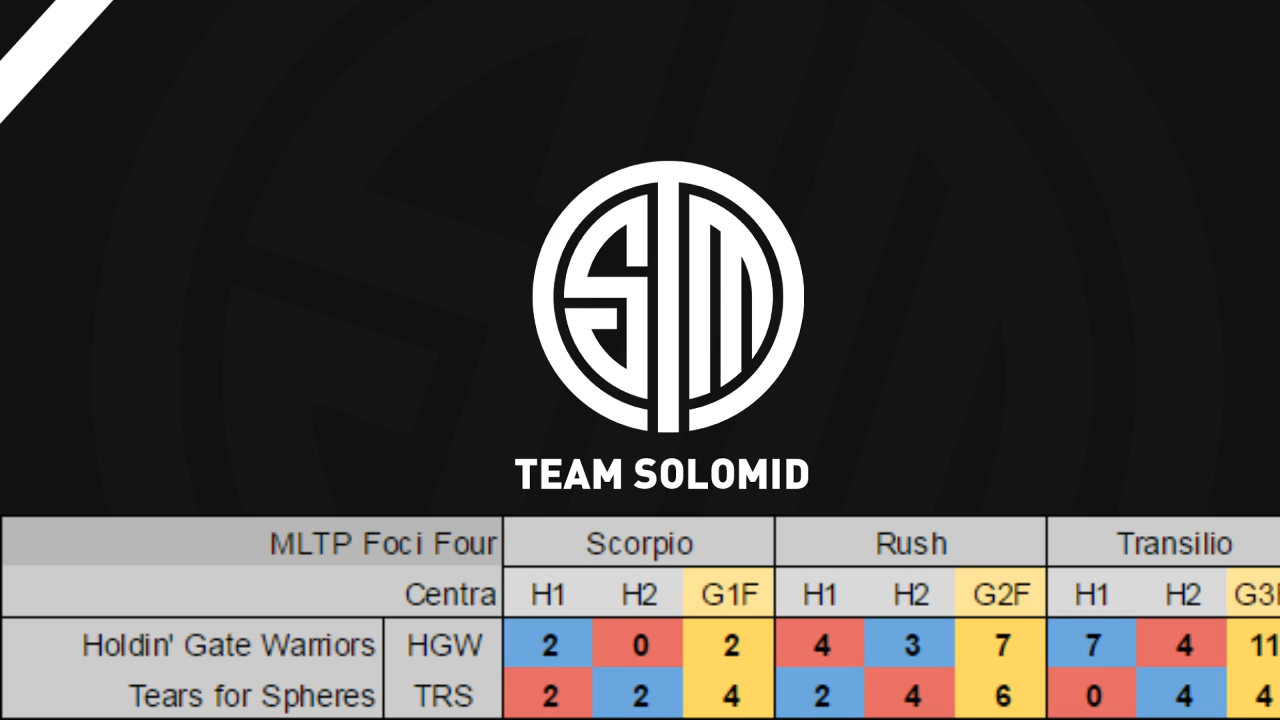 TSM
TEAM SOLOMID
MLTP Foci Four Scorpio Rush Transilio
Centra H1 H2 G1F H1 H2 G2F H1 H2 G3F
Holdin' Gate Warriors HGW 2 0 2 4 3 7 7 4 11
Tears for Spheres TRS 2 2 4 2 4 6 0 4 4